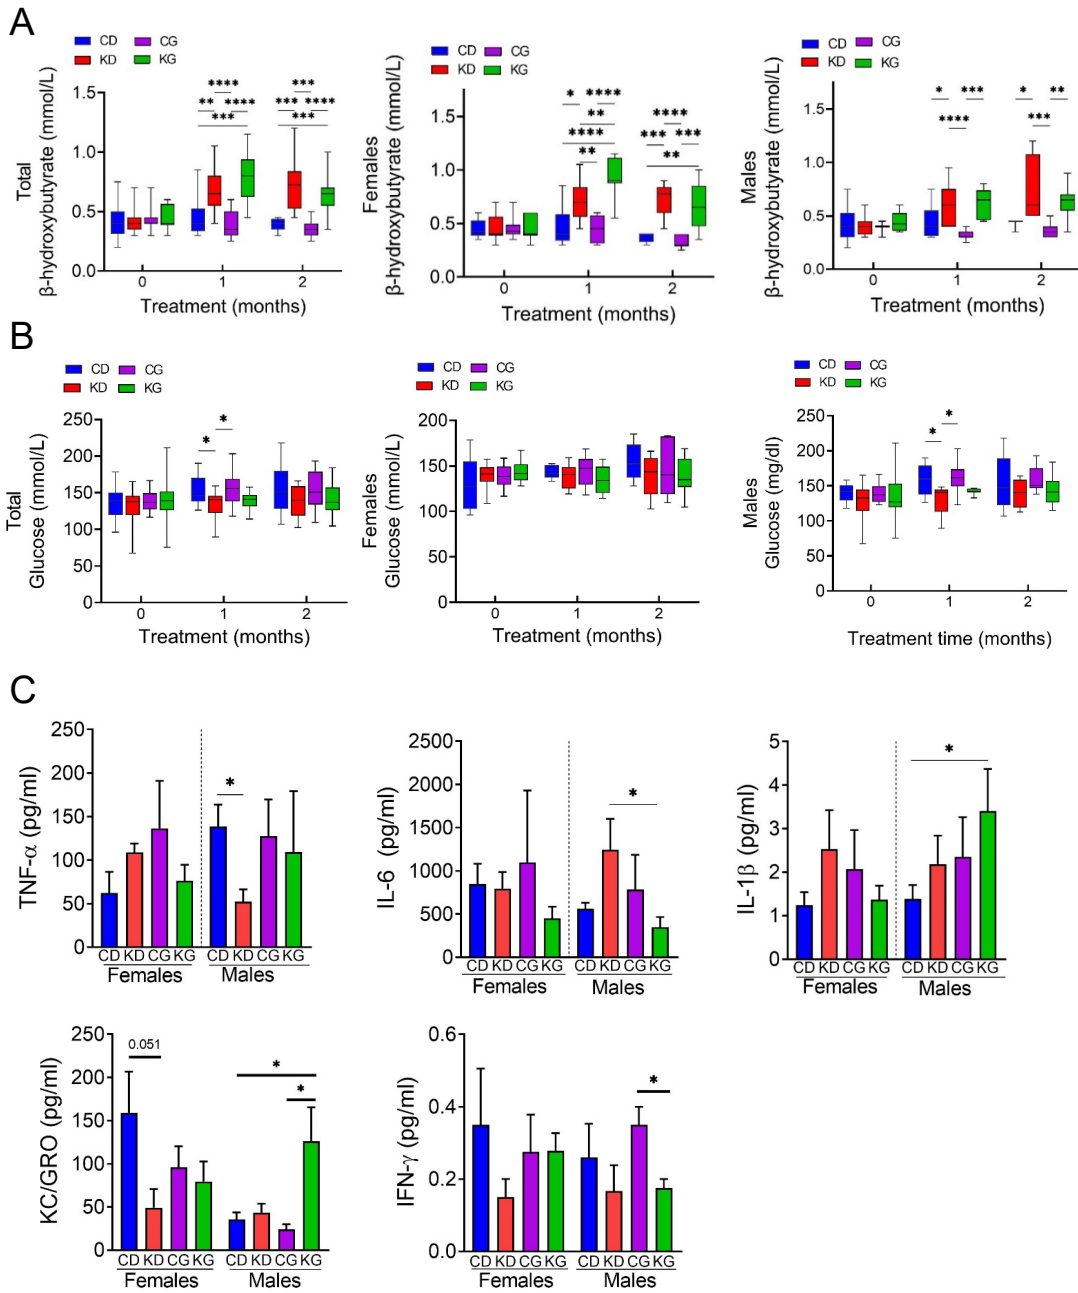 A
CD CG
KD KG
Total
β-hydroxybutyrate (mmol/L)
1.5
1.0
0.5
0.0
**** ***
** **** *** ****
*** ***
0 1 2
Treatment (months)
CD CG
KD KG
Females
β-hydroxybutyrate (mmol/L)
1.5
1.0
0.5
0.0
* **** ****
** *** ***
**** **
**
0 1 2
Treatment (months)
CD CG
KD KG
Males
β-hydroxybutyrate (mmol/L)
1.5
1.0
0.5
0.0
* *** * **
**** ***
0 1 2
Treatment (months)
B
CD CG
KD KG
Total
Glucose (mmol/L)
250
200
150
100
50
0
*
*
0 1 2
Treatment (months)
CD CG
KD KG
Females
Glucose (mmol/L)
200
150
100
50
0
0 1 2
Treatment (months)
CD CG
KD KG
Males
Glucose (mg/dl)
250
200
150
100
50
0
*
*
0 1 2
Treatment time (months)
C
TNF-α (pg/ml)
250
200
150
100
50
0
*
CD KD CG KG CD KD CG KG
Females Males
IL-6 (pg/ml)
2500
2000
1500
1000
500
0
*
CD KD CG KG CD KD CG KG
Females Males
IL-1β (pg/ml)
5
4
3
2
1
0
*
CD KD CG KG CD KD CG KG
Females Males
KC/GRO (pg/ml)
250
200
150
100
50
0
0.051
*
*
CD KD CG KG CD KD CG KG
Females Males
IFN-γ (pg/ml)
0.6
0.4
0.2
0.0
*
CD KD CG KG CD KD CG KG
Females Males